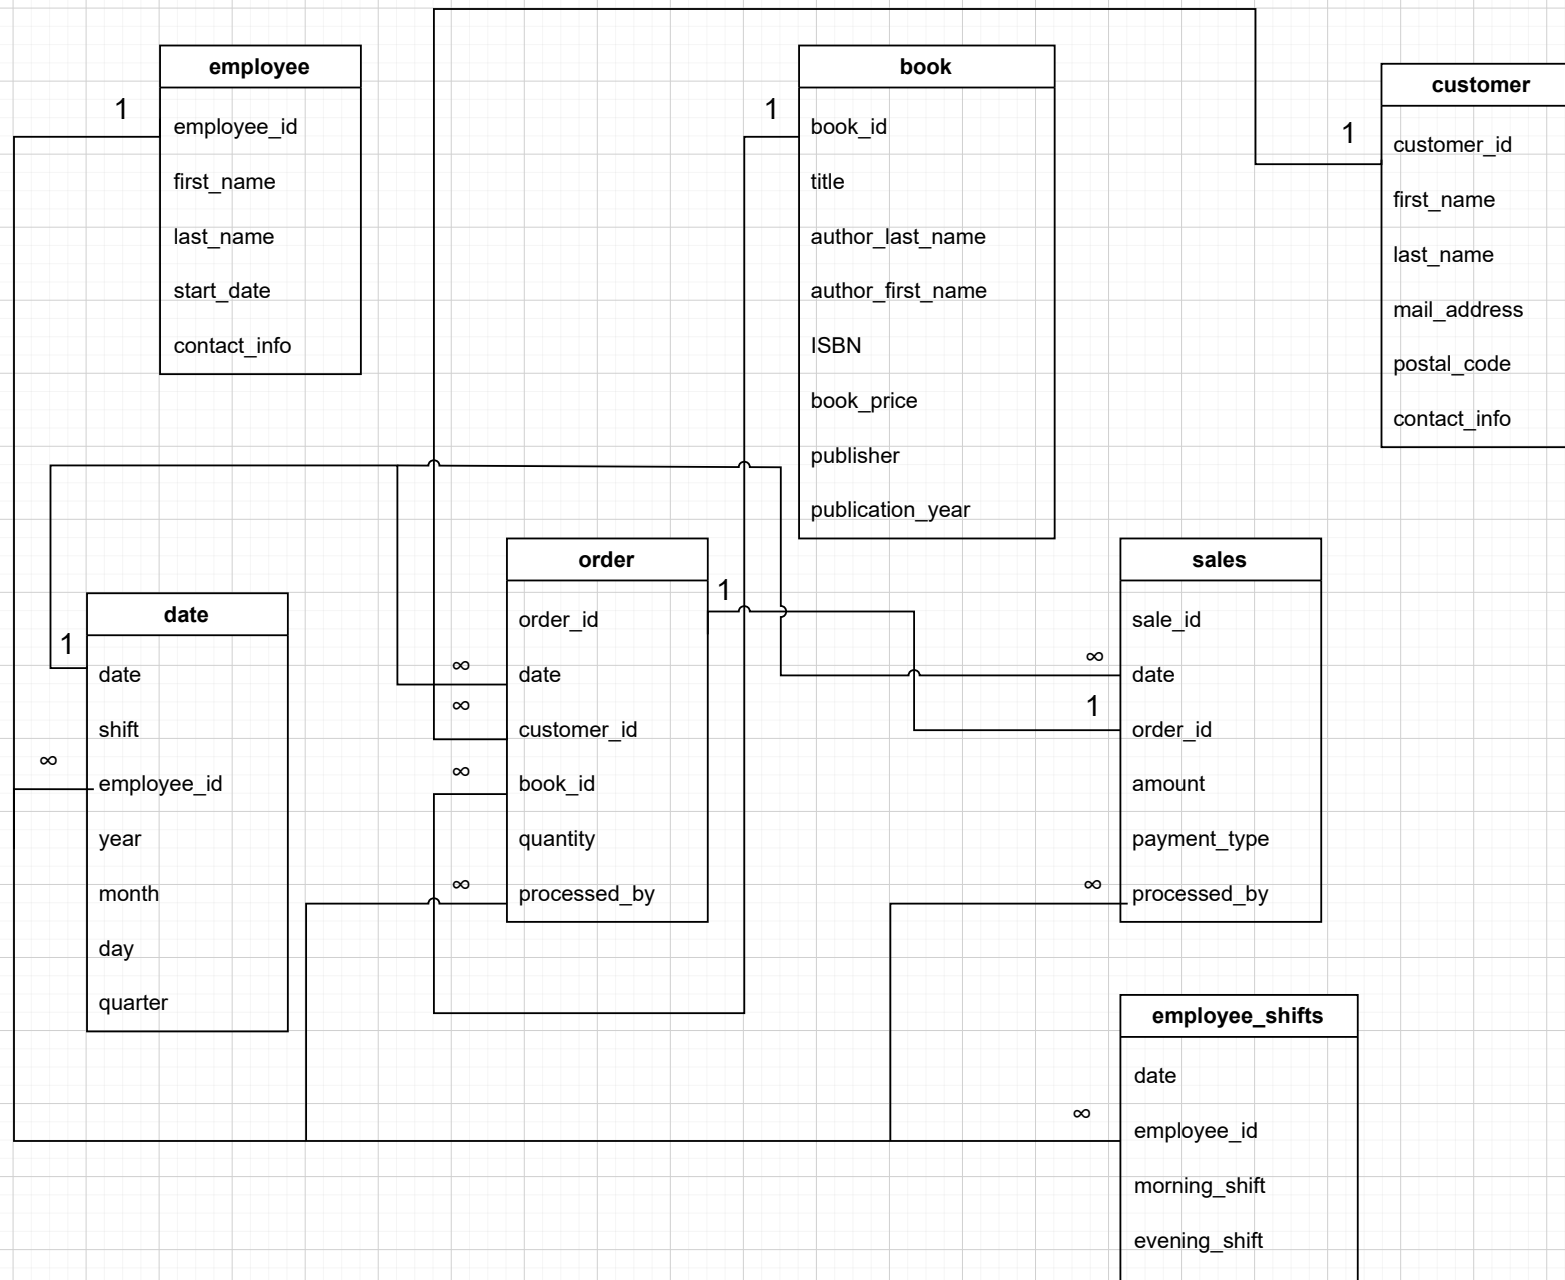 employee
1
employee_id
first_name
last_name
start_date
contact_info
book
1
book_id
title
author_last_name
author_first_name
ISBN
book_price
publisher
publication_year
customer
1
customer_id
first_name
last_name
mail_address
postal_code
contact_info
date
1
date
shift
∞
employee_id
year
month
day
quarter
order
1
order_id
∞
date
∞
customer_id
∞
book_id
quantity
∞
processed_by
sales
sale_id
∞
date
1
order_id
amount
payment_type
∞
processed_by
employee_shifts
date
∞
employee_id
morning_shift
evening_shift